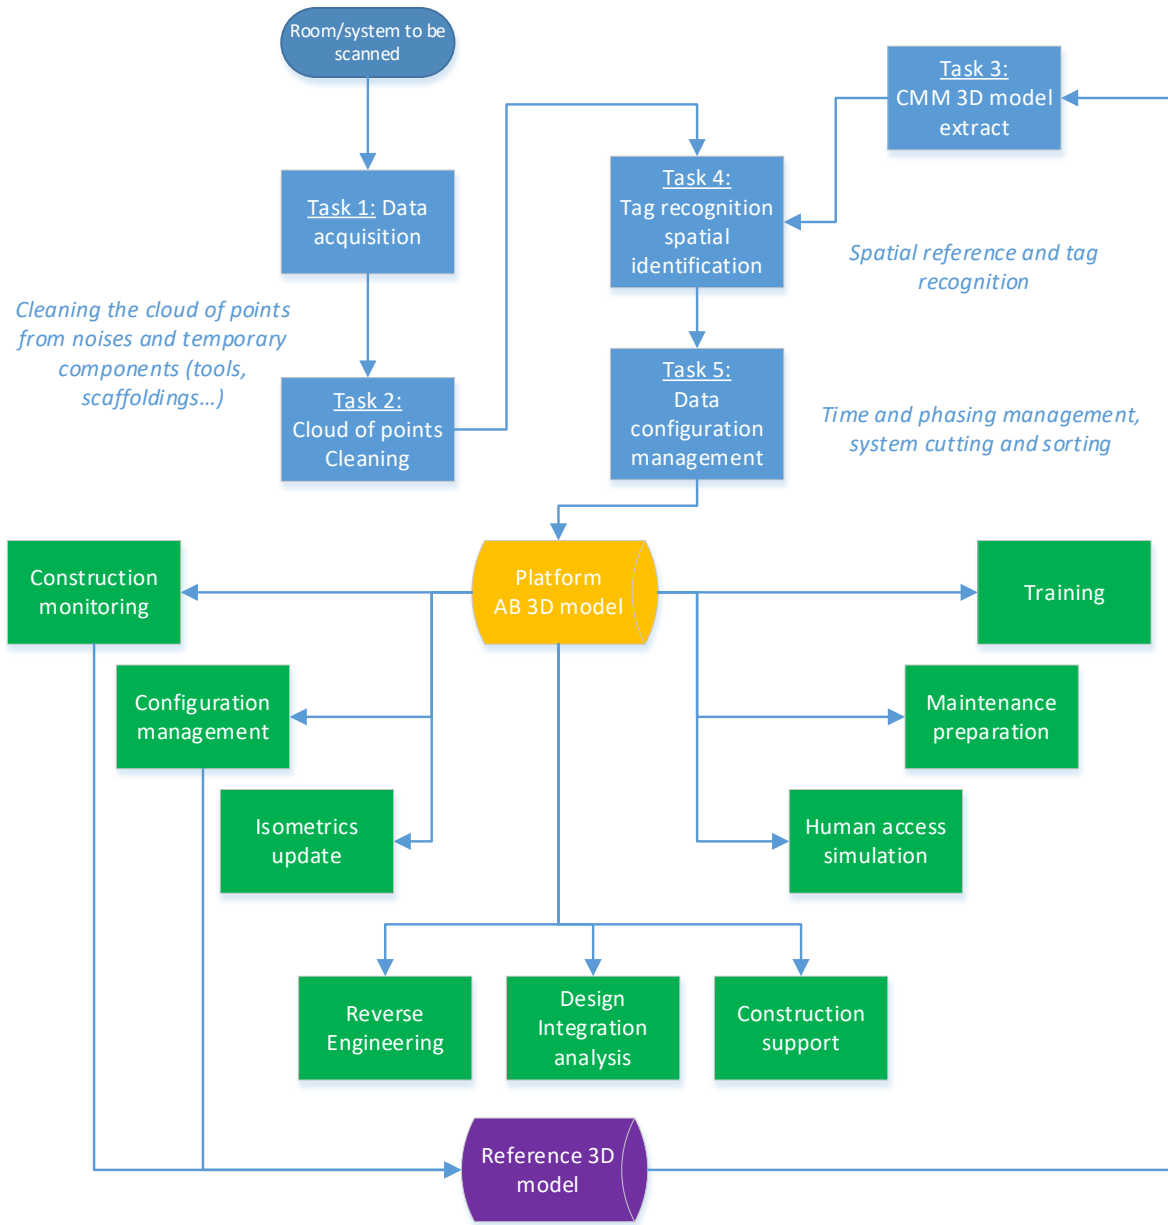 Room/system to be
scanned
Task 3:
CMM 3D model
extract
Task 1: Data
acquisition
Task 4:
Tag recognition
spatial
identification
Spatial reference and tag
recognition
Cleaning the cloud of points
from noises and temporary
components (tools,
scaffoldings…)
Task 2:
Cloud of points
Cleaning
Task 5:
Data
configuration
management
Time and phasing management,
system cutting and sorting
Construction
monitoring
Platform
AB 3D model
Training
Configuration
management
Maintenance
preparation
Isometrics
update
Human access
simulation
Reverse
Engineering
Design
Integration
analysis
Construction
support
Reference 3D
model